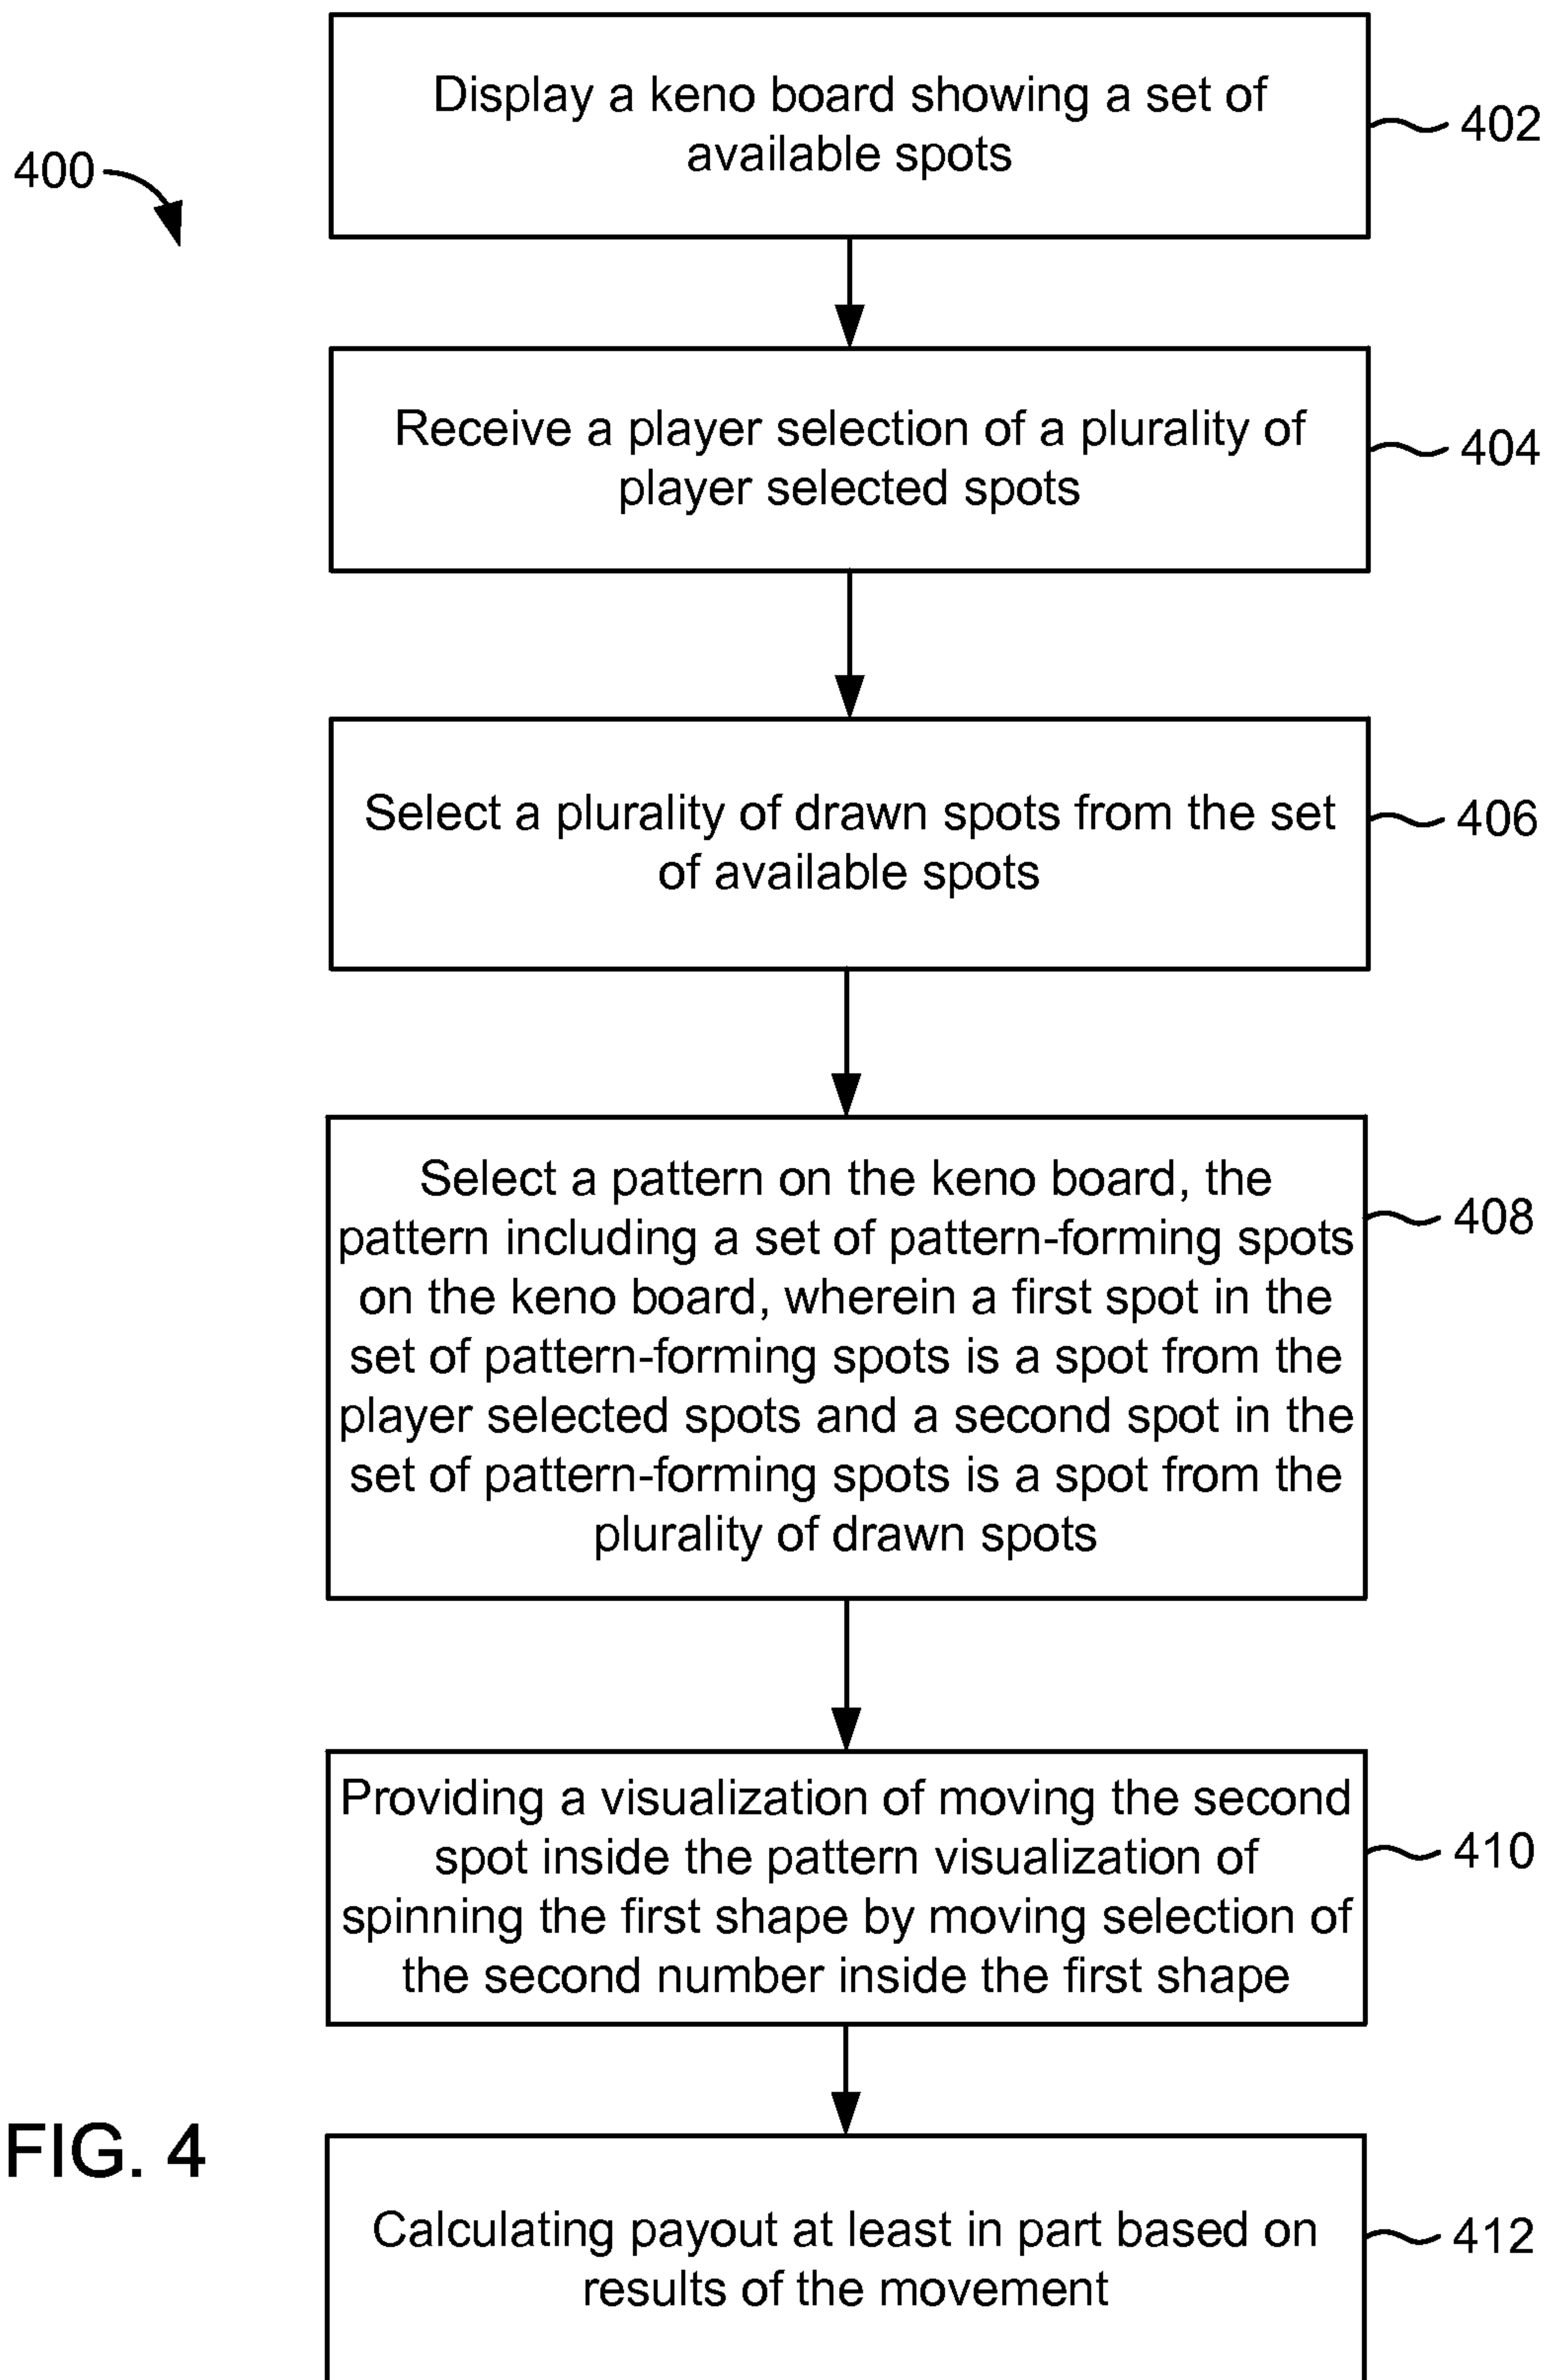 400
Display a keno board showing a set of
available spots
402
Receive a player selection of a plurality of
player selected spots
404
Select a plurality of drawn spots from the set
of available spots
406
Select a pattern on the keno board, the
pattern including a set of pattern-forming spots
on the keno board, wherein a first spot in the
set of pattern-forming spots is a spot from the
player selected spots and a second spot in the
set of pattern-forming spots is a spot from the
plurality of drawn spots
408
Providing a visualization of moving the second
spot inside the pattern visualization of
spinning the first shape by moving selection of
the second number inside the first shape
410
Calculating payout at least in part based on
results of the movement
412
FIG. 4